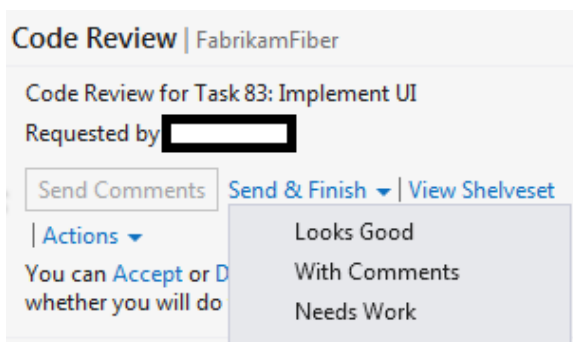 Code Review | FabrikamFiber
Code Review for Task 83: Implement UI
Requested by
Send Comments Send & Finish | View Shelveset
| Actions
Looks Good
You can Accept or D
With Comments
whether you will do
Needs Work